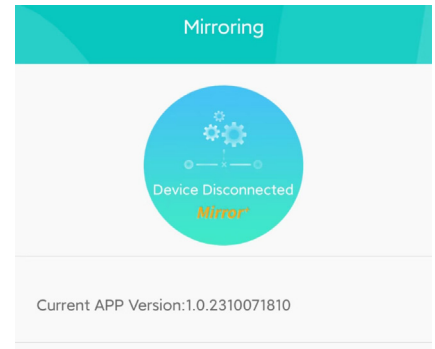 Mirroring
Device Disconnected
Mirror+
Current APP Version:1.0.2310071810